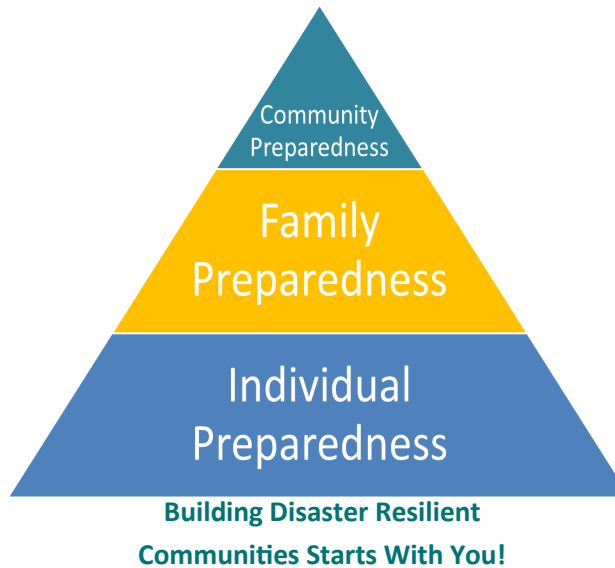 Community
Preparedness
Family
Preparedness
Individual
Preparedness
Building Disaster Resilient
Communities Starts With You!